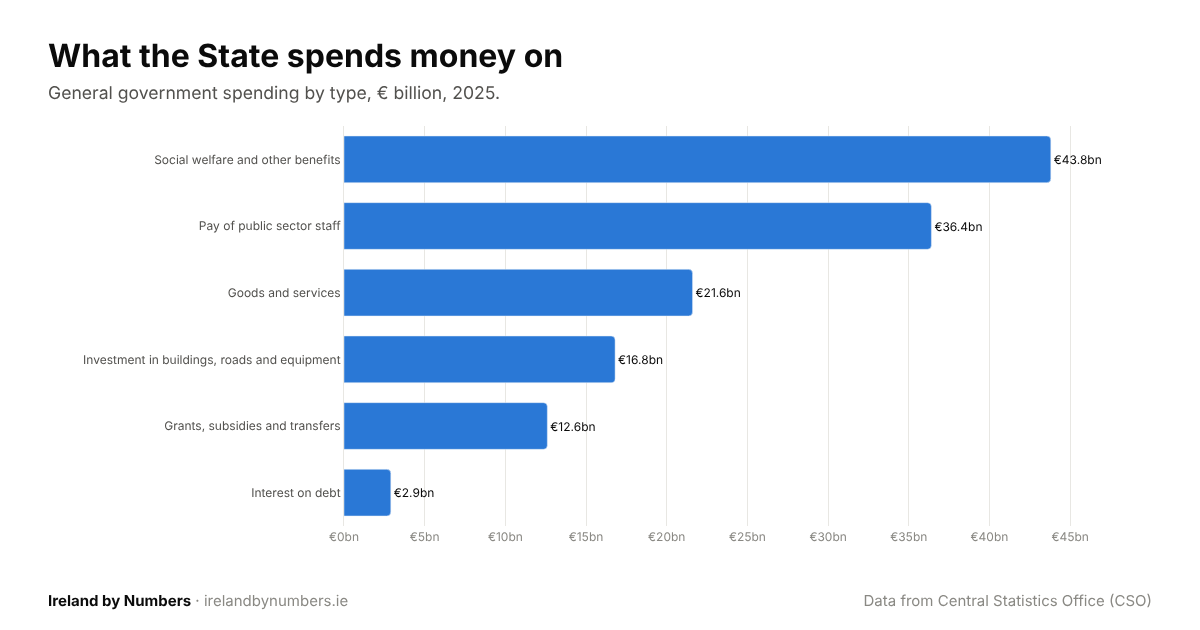 What the State spends money on
General government spending by type, € billion, 2025.
Social welfare and other benefits €43.8bn
Pay of public sector staff €36.4bn
Goods and services €21.6bn
Investment in buildings, roads and equipment €16.8bn
Grants, subsidies and transfers €12.6bn
Interest on debt €2.9bn
€0bn €5bn €10bn €15bn €20bn €25bn €30bn €35bn €40bn €45bn
Ireland by Numbers · irelandbynumbers.ie Data from Central Statistics Office (CSO)